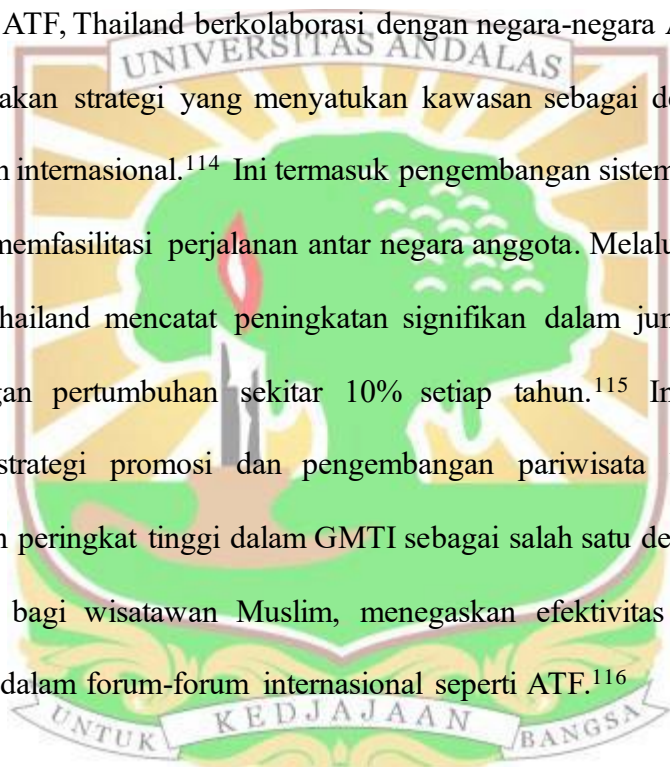 ATF, Thailand berkolaborasi dengan negara-negara A
UNIVERSITAS ANDALAS
akan strategi yang menyatukan kawasan sebagai de
n internasional.114 Ini termasuk pengembangan sistem
memfasilitasi perjalanan antar negara anggota. Melalu
hailand mencatat peningkatan signifikan dalam jum
gan pertumbuhan sekitar 10% setiap tahun.115 In
strategi promosi dan pengembangan pariwisata
n peringkat tinggi dalam GMTI sebagai salah satu de
bagi wisatawan Muslim, menegaskan efektivitas
dalam forum-forum internasional seperti ATF.116
UNTUK KEDJAJAAN BANGSA